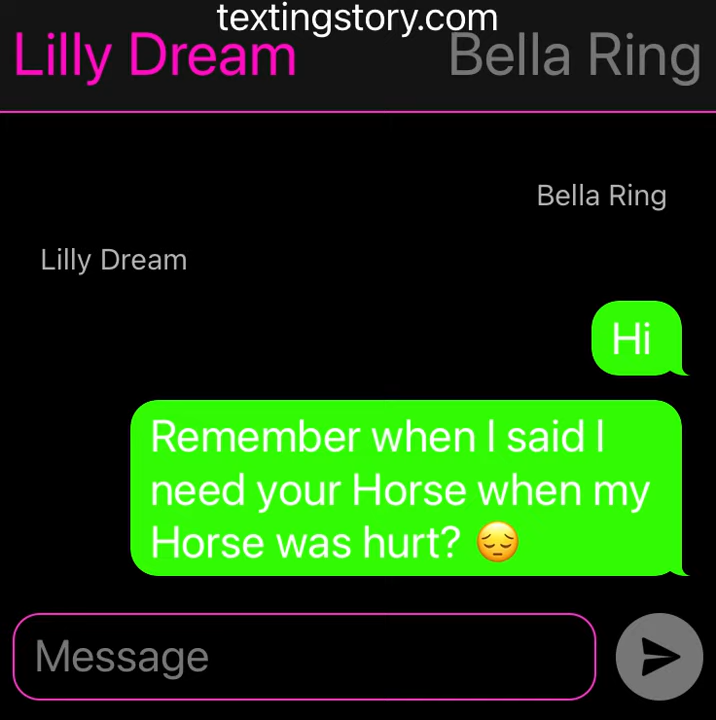 textingstory.com
Lilly Dream Bella Ring
Bella Ring
Lilly Dream
Hi
Remember when I said I
need your Horse when my
Horse was hurt? 😔
Message